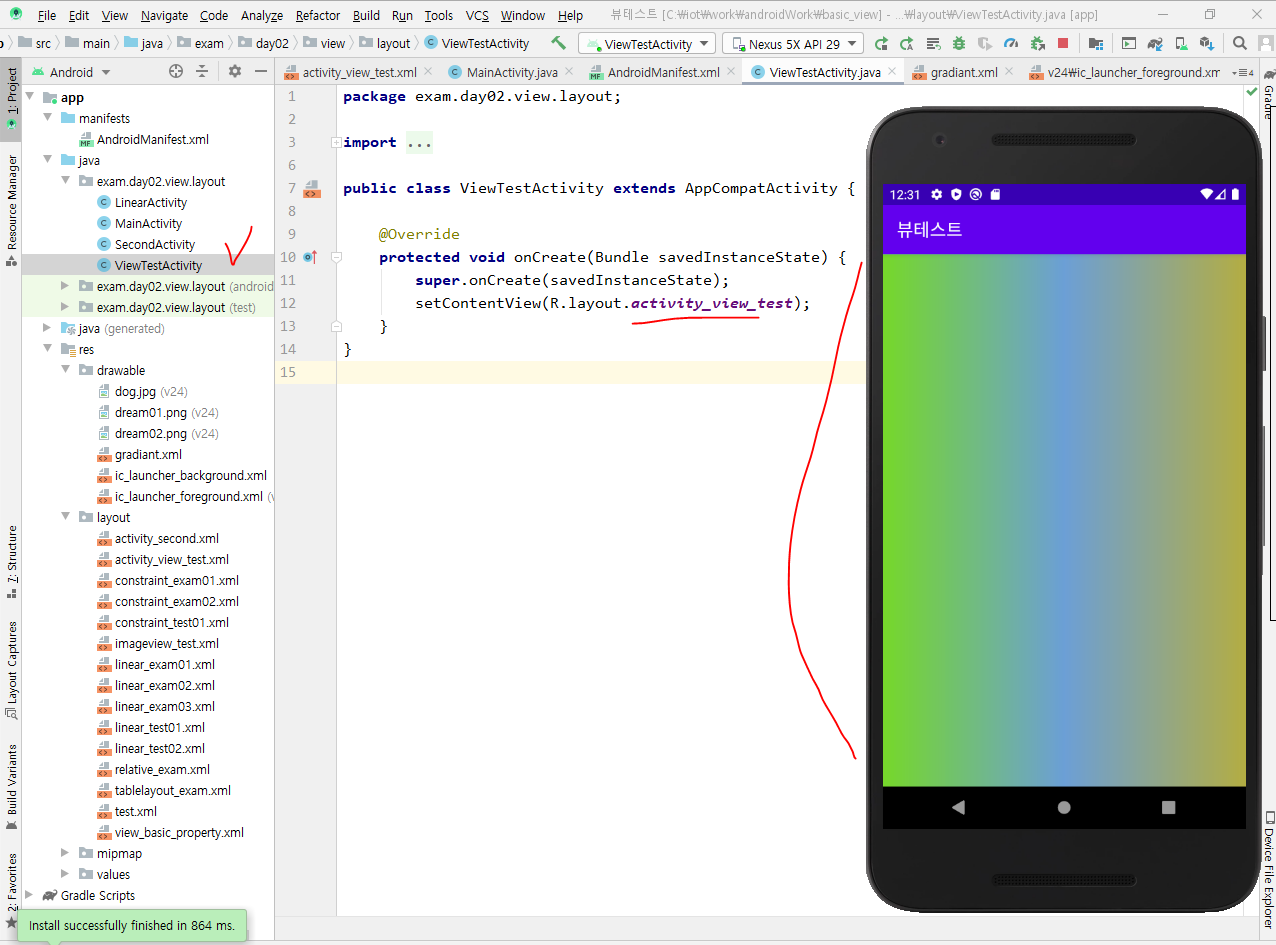 File Edit View Navigate Code Analyze Refactor Build Run Tools VCS Window Help 뷰테스트 [C:₩iot₩work₩androidWork₩basic_view] - ...₩layout₩ViewTestActivity.java [app]
src main java exam day02 view layout ViewTestActivity ViewTestActivity Nexus 5X API 29
Android
activity_view_test.xml MainActivity.java AndroidManifest.xml ViewTestActivity.java gradiant.xml v24₩ic_launcher_foreground.xm 4
1: Project
Resource Manager
7: Structure
Layout Captures
Build Variants
2: Favorites
app
manifests
AndroidManifest.xml
java
exam.day02.view.layout
LinearActivity
MainActivity
SecondActivity
ViewTestActivity
exam.day02.view.layout (android
exam.day02.view.layout (test)
java (generated)
res
drawable
dog.jpg (v24)
dream01.png (v24)
dream02.png (v24)
gradiant.xml
ic_launcher_background.xml
ic_launcher_foreground.xml (v
layout
activity_second.xml
activity_view_test.xml
constraint_exam01.xml
constraint_exam02.xml
constraint_test01.xml
imageview_test.xml
linear_exam01.xml
linear_exam02.xml
linear_exam03.xml
linear_test01.xml
linear_test02.xml
relative_exam.xml
tablelayout_exam.xml
test.xml
view_basic_property.xml
mipmap
values
Gradle Scripts
Install successfully finished in 864 ms.
1 package exam.day02.view.layout;
2
3 import ...
6
7 public class ViewTestActivity extends AppCompatActivity {
8
9 @Override
10 protected void onCreate(Bundle savedInstanceState) {
11 super.onCreate(savedInstanceState);
12 setContentView(R.layout.activity_view_test);
13 }
14 }
15
12:31
뷰테스트
Gradle
Device File Explorer